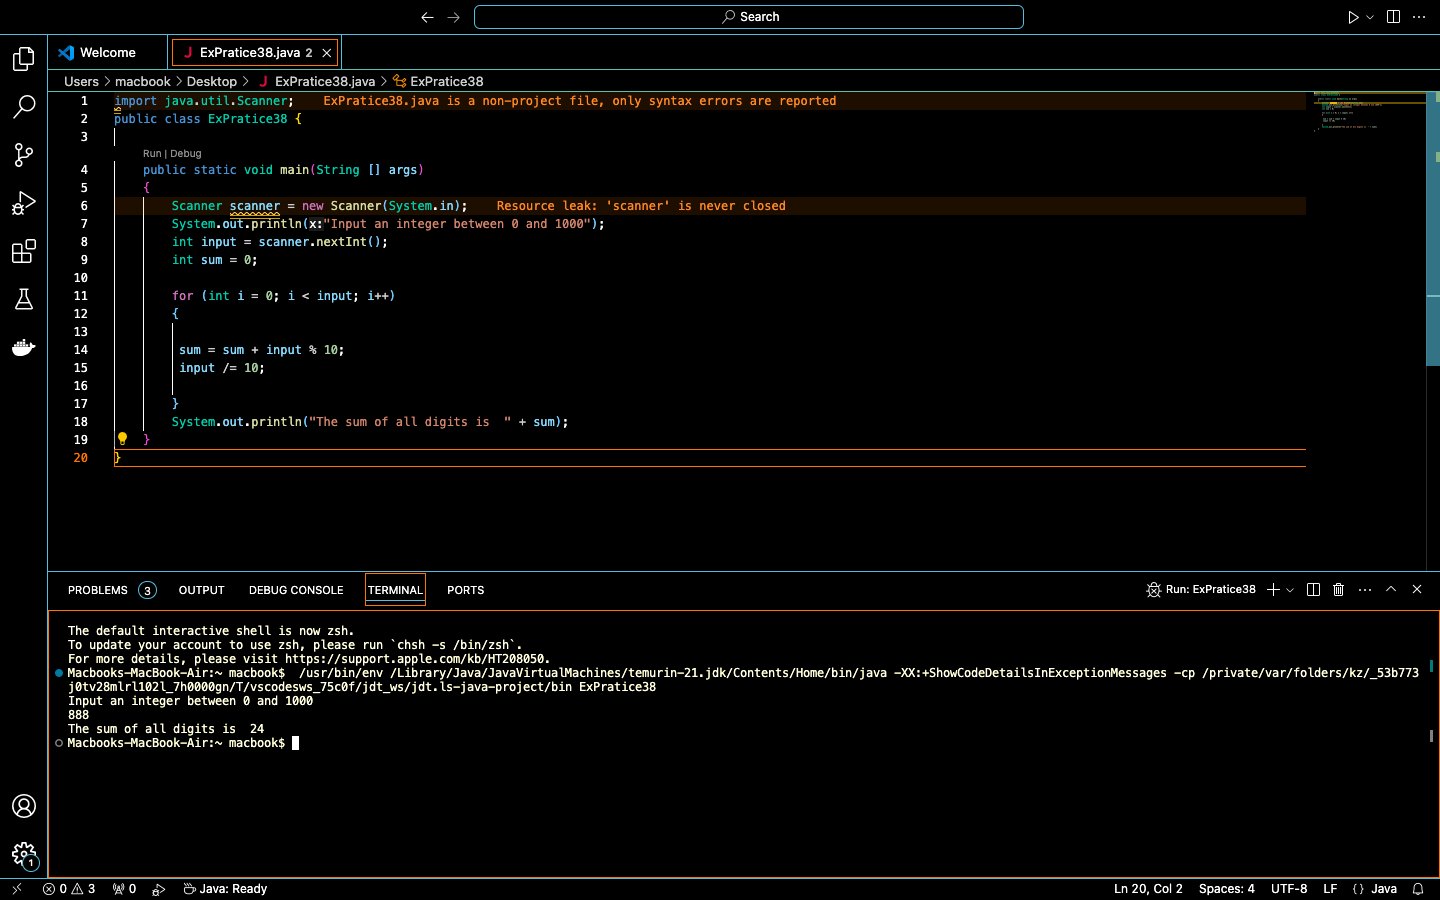 Search
Welcome
J ExPratice38.java 2
Users > macbook > Desktop > J ExPratice38.java > ExPratice38
1 import java.util.Scanner; ExPratice38.java is a non-project file, only syntax errors are reported
2 public class ExPratice38 {
3
Run | Debug
4 public static void main(String [] args)
5 {
6 Scanner scanner = new Scanner(System.in); Resource leak: 'scanner' is never closed
7 System.out.println(x:"Input an integer between 0 and 1000");
8 int input = scanner.nextInt();
9 int sum = 0;
10
11 for (int i = 0; i < input; i++)
12 {
13
14 sum = sum + input % 10;
15 input /= 10;
16
17 }
18 System.out.println("The sum of all digits is  " + sum);
19 }
20 }
PROBLEMS 3 OUTPUT DEBUG CONSOLE TERMINAL PORTS Run: ExPratice38
The default interactive shell is now zsh.
To update your account to use zsh, please run `chsh -s /bin/zsh`.
For more details, please visit https://support.apple.com/kb/HT208050.
Macbooks-MacBook-Air:~ macbook$  /usr/bin/env /Library/Java/JavaVirtualMachines/temurin-21.jdk/Contents/Home/bin/java -XX:+ShowCodeDetailsInExceptionMessages -cp /private/var/folders/kz/_53b773
j0tv28mlrl102l_7h0000gn/T/vscodesws_75c0f/jdt_ws/jdt.ls-java-project/bin ExPratice38
Input an integer between 0 and 1000
888
The sum of all digits is  24
Macbooks-MacBook-Air:~ macbook$
1
0 3 0 Java: Ready Ln 20, Col 2 Spaces: 4 UTF-8 LF {} Java